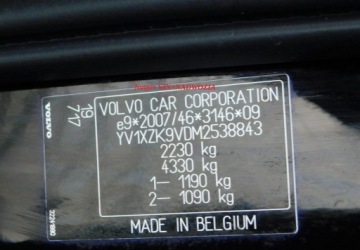 VOLVO
19
717
VOLVO CAR CORPORATION
e9*2007/46*3146*09
YV1XZK9VDM2538843
2230 kg
4330 kg
1— 1190 kg
2— 1090 kg
MADE IN BELGIUM